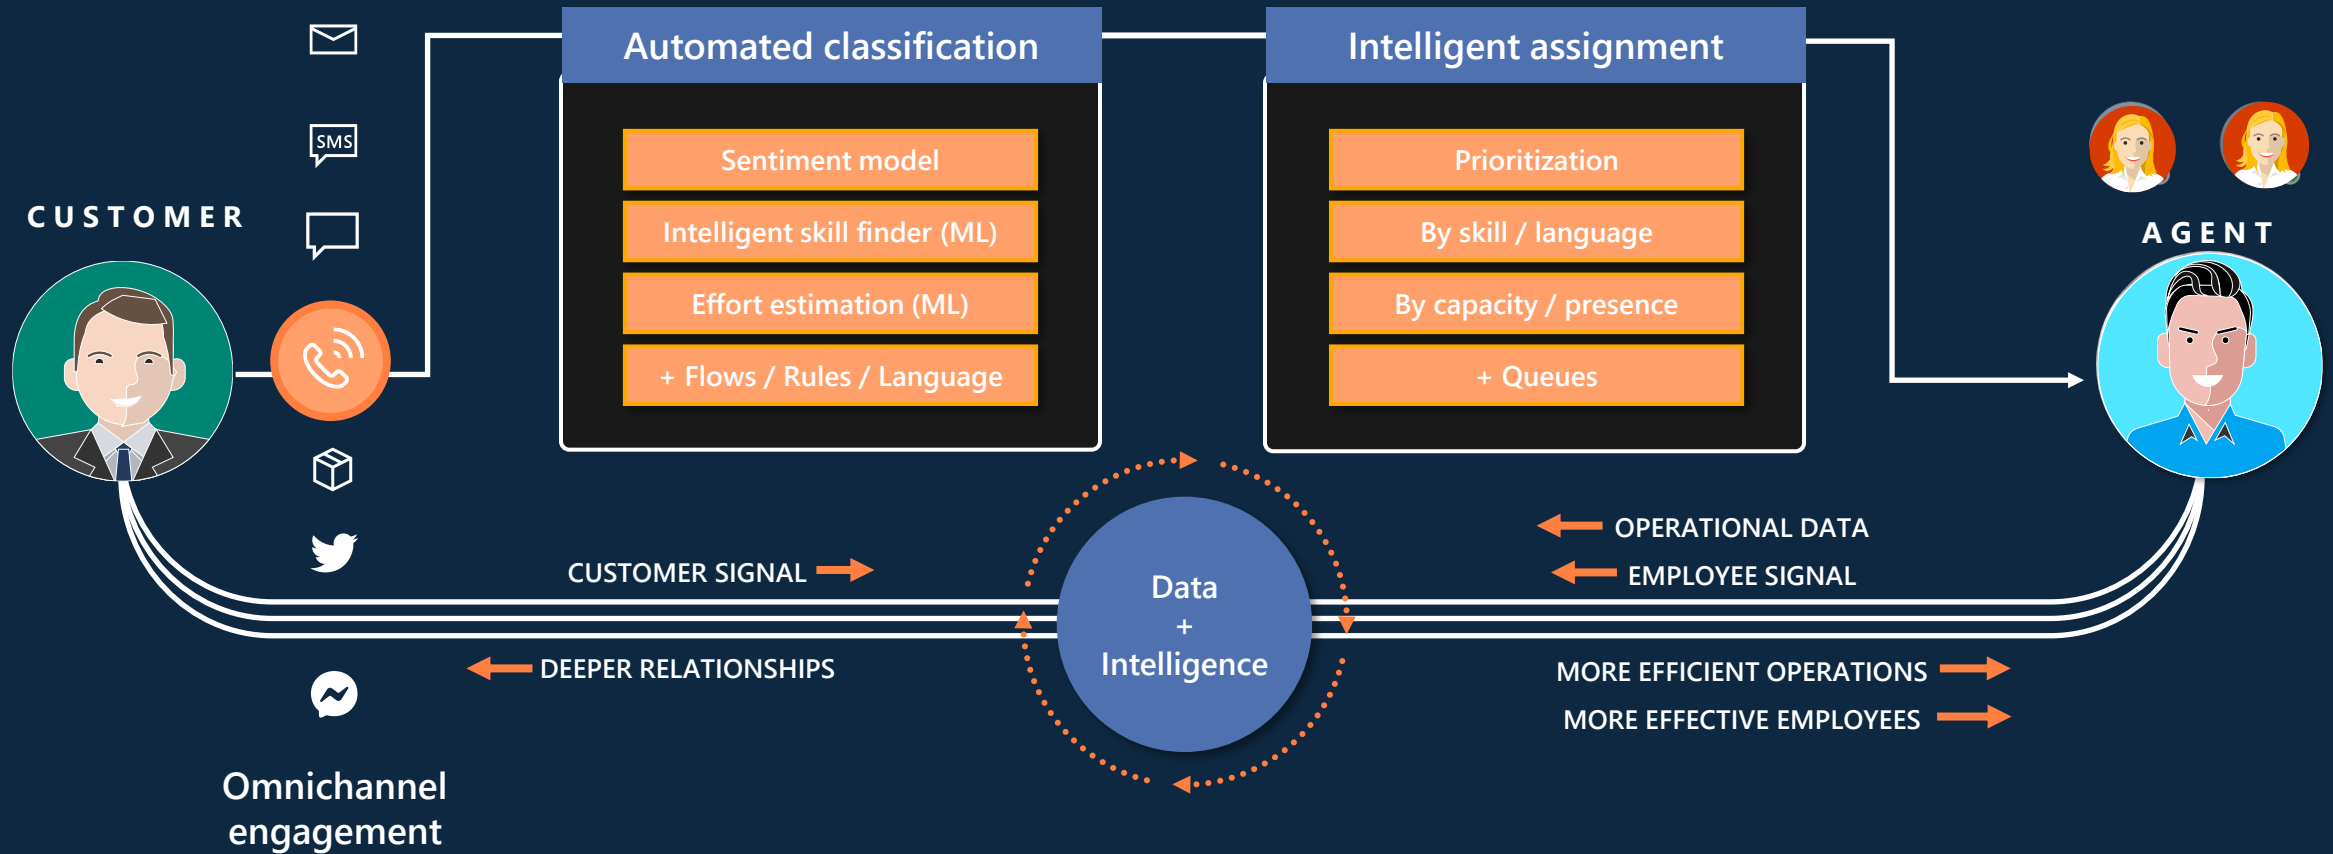 CUSTOMER
SMS
Omnichannel
engagement
Automated classification
Sentiment model
Intelligent skill finder (ML)
Effort estimation (ML)
+ Flows / Rules / Language
Intelligent assignment
Prioritization
By skill / language
By capacity / presence
+ Queues
AGENT
CUSTOMER SIGNAL
DEEPER RELATIONSHIPS
Data
+
Intelligence
OPERATIONAL DATA
EMPLOYEE SIGNAL
MORE EFFICIENT OPERATIONS
MORE EFFECTIVE EMPLOYEES